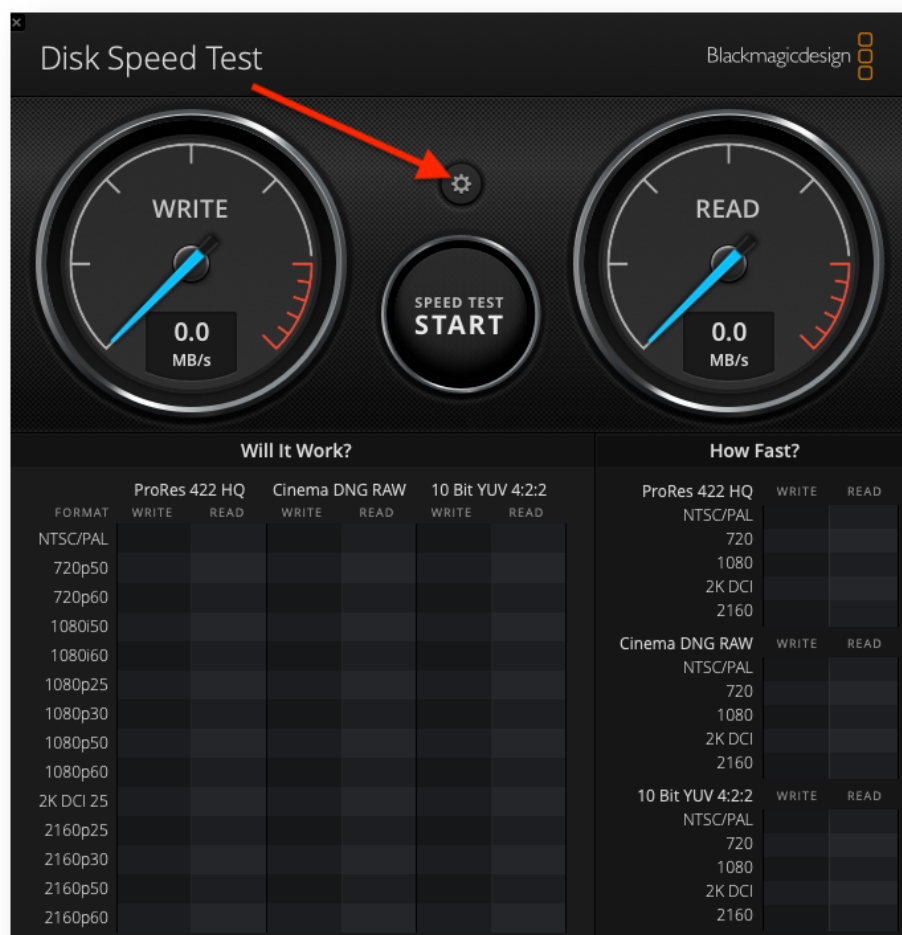 Disk Speed Test
Blackmagicdesign
WRITE
0.0
MB/s
SPEED TEST
START
READ
0.0
MB/s
Will It Work?
ProRes 422 HQ Cinema DNG RAW 10 Bit YUV 4:2:2
FORMAT WRITE READ WRITE READ WRITE READ
NTSC/PAL
720p50
720p60
1080i50
1080i60
1080p25
1080p30
1080p50
1080p60
2K DCI 25
2160p25
2160p30
2160p50
2160p60
How Fast?
ProRes 422 HQ WRITE READ
NTSC/PAL
720
1080
2K DCI
2160
Cinema DNG RAW WRITE READ
NTSC/PAL
720
1080
2K DCI
2160
10 Bit YUV 4:2:2 WRITE READ
NTSC/PAL
720
1080
2K DCI
2160